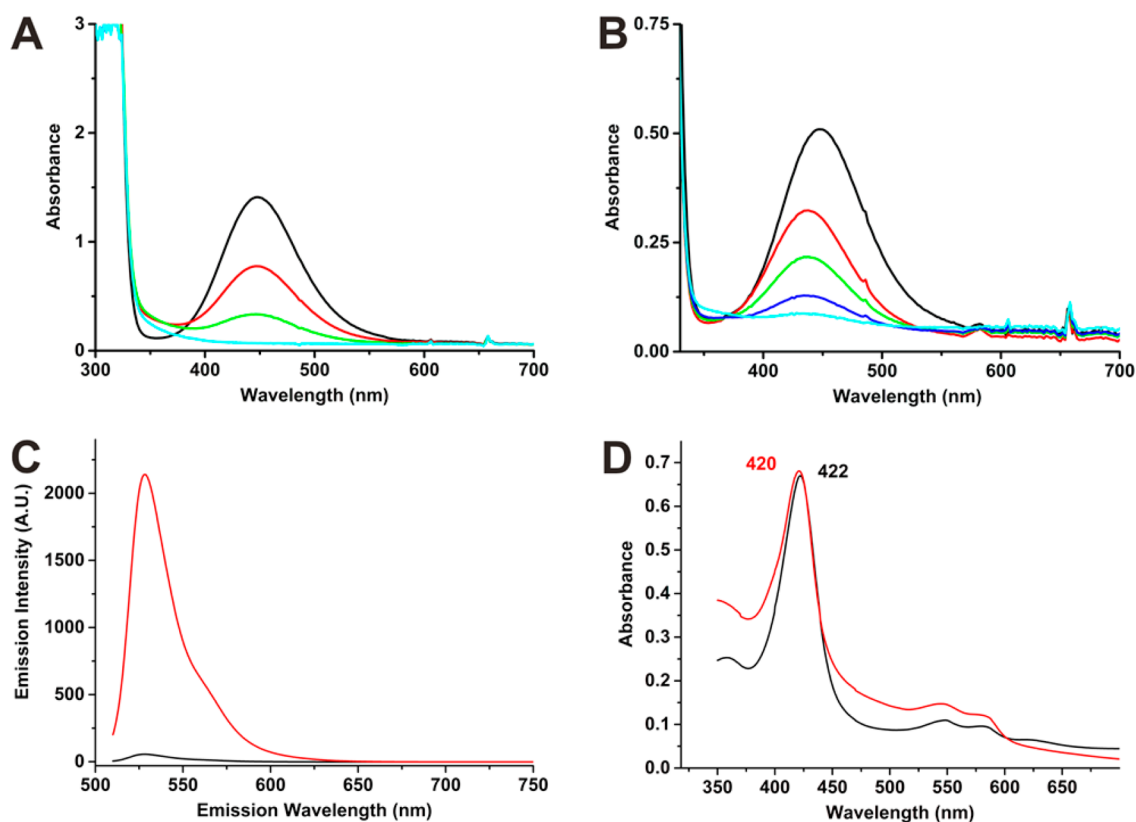 A
3
2
1
0
Absorbance
300 400 500 600 700
Wavelength (nm)
B
0.75
0.50
0.25
0.00
Absorbance
400 500 600 700
Wavelength (nm)
C
2000
1500
1000
500
0
Emission Intensity (A.U.)
500 550 600 650 700 750
Emission Wavelength (nm)
D
420
422
0.7
0.6
0.5
0.4
0.3
0.2
0.1
0.0
Absorbance
350 400 450 500 550 600 650
Wavelength (nm)